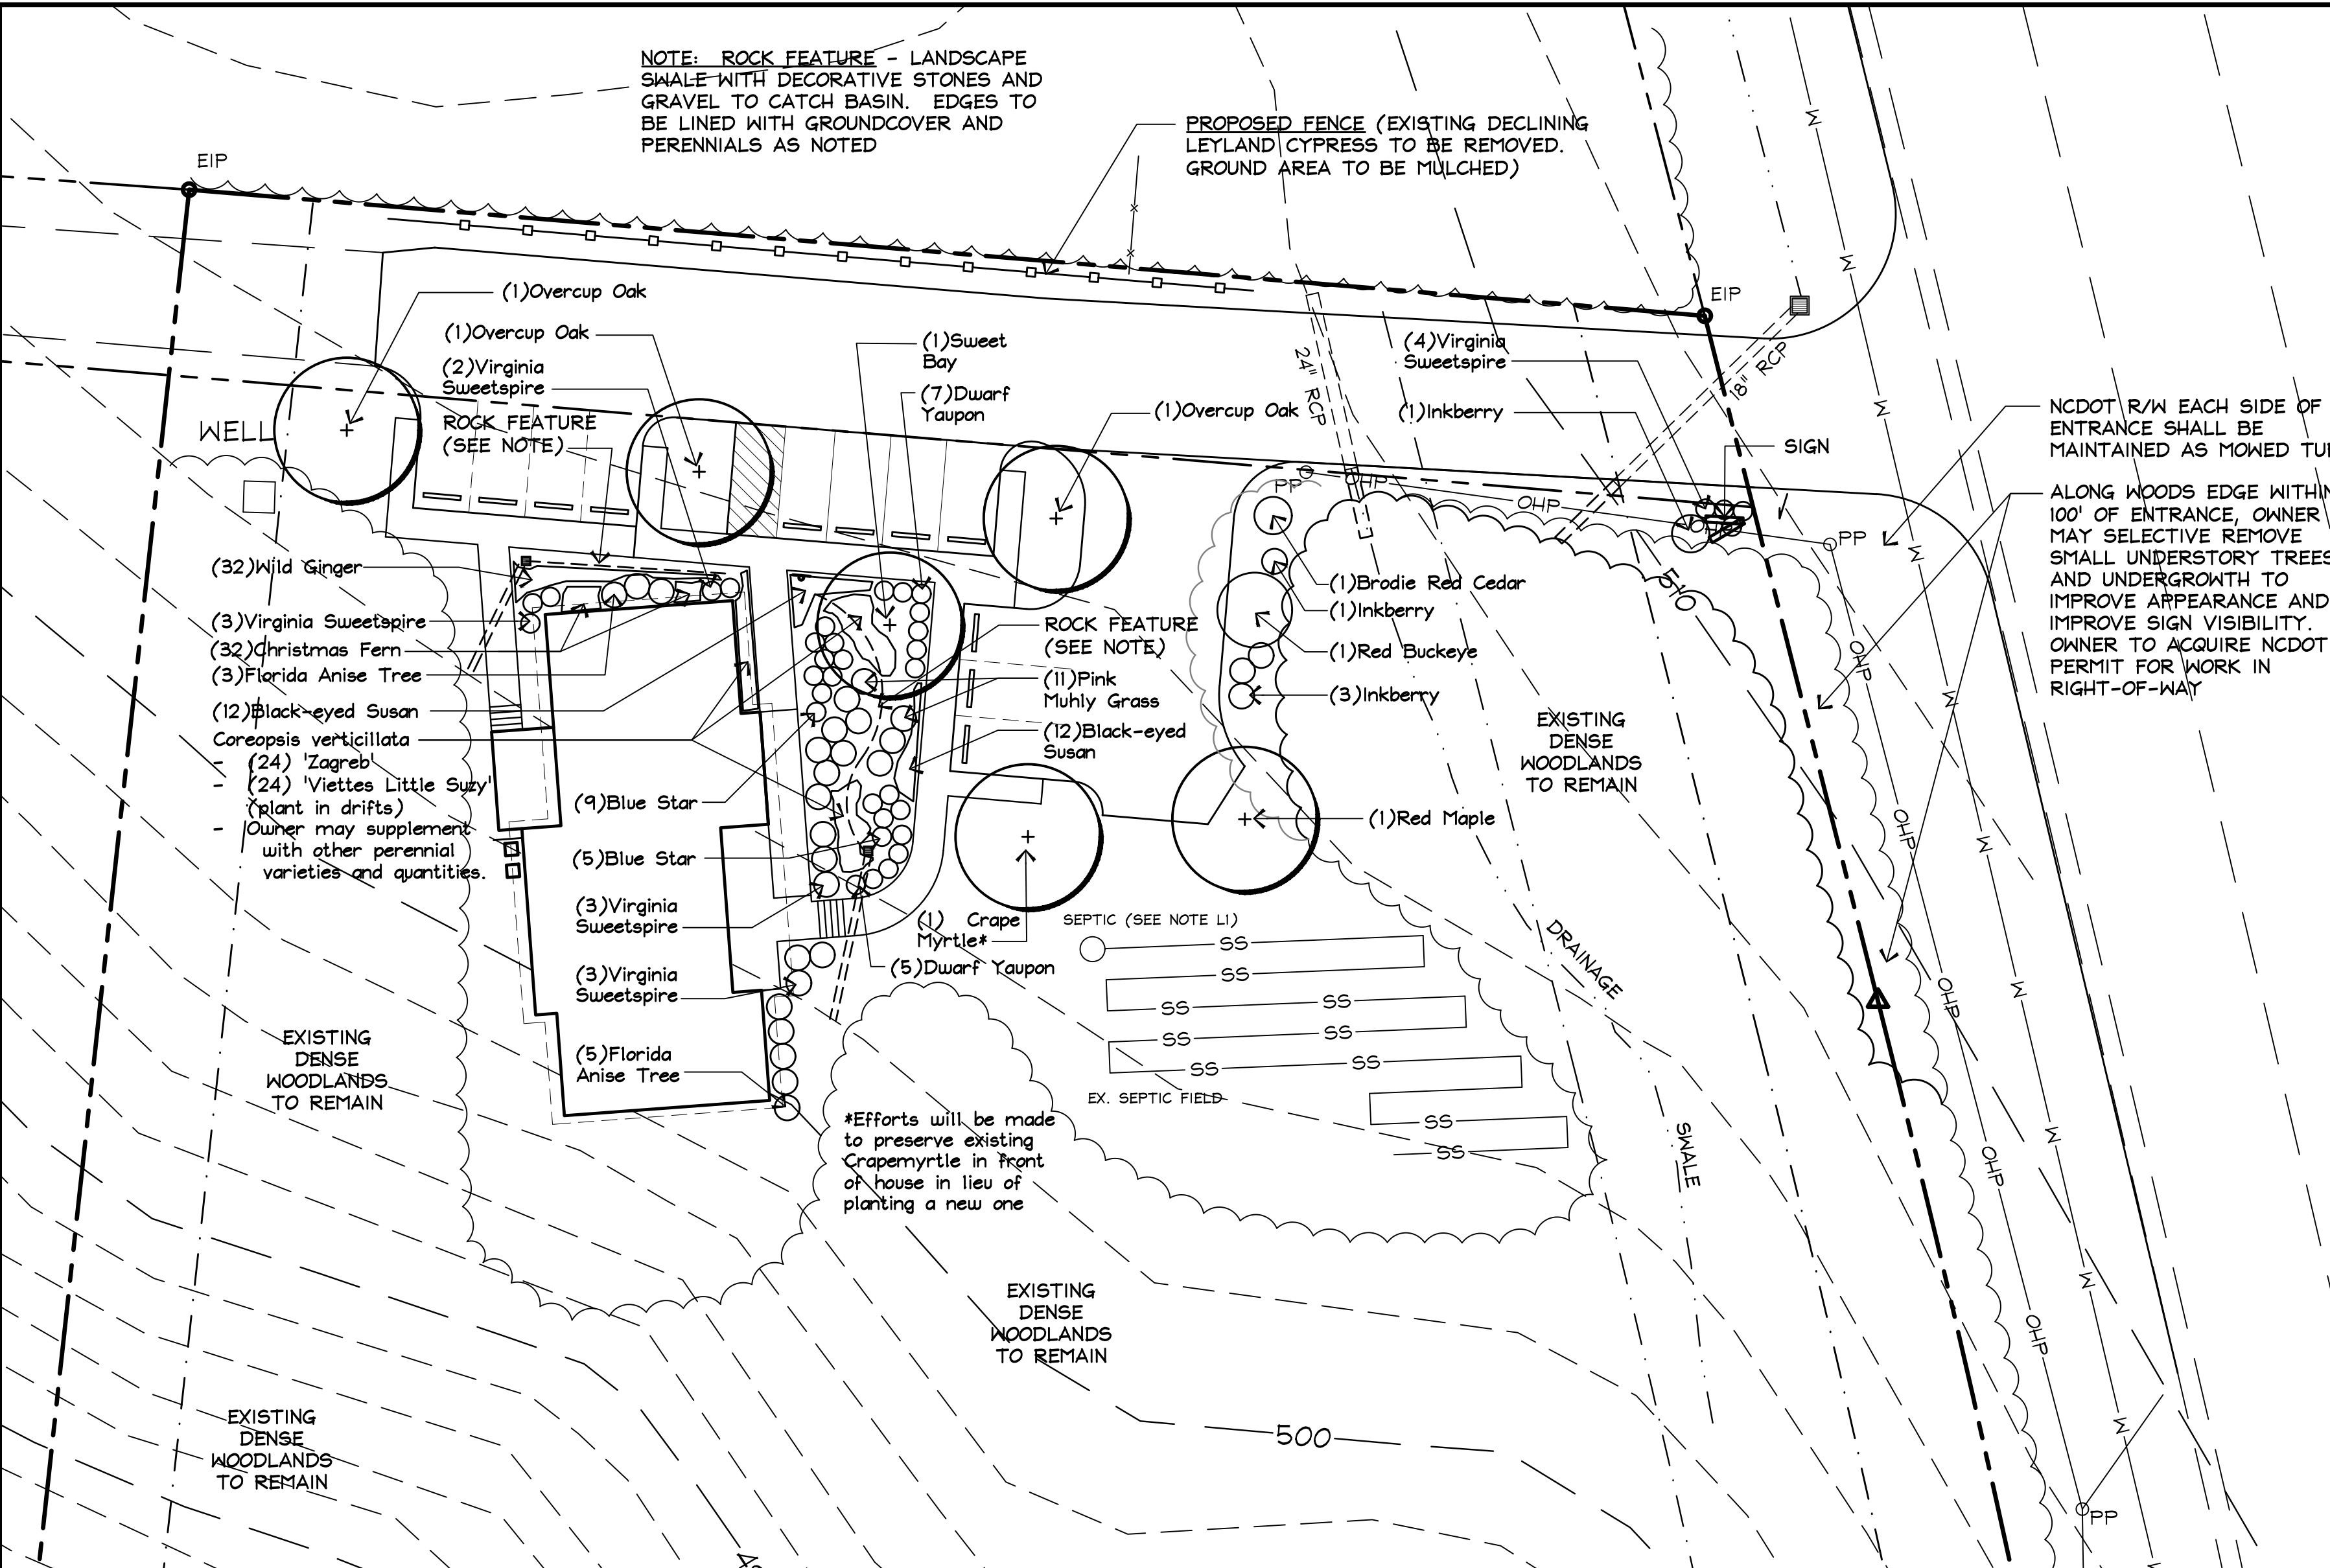 NOTE: ROCK FEATURE - LANDSCAPE
SWALE WITH DECORATIVE STONES AND
GRAVEL TO CATCH BASIN. EDGES TO
BE LINED WITH GROUNDCOVER AND
PERENNIALS AS NOTED
PROPOSED FENCE (EXISTING DECLINING
LEYLAND CYPRESS TO BE REMOVED.
GROUND AREA TO BE MULCHED)
EIP
EIP
(1)Overcup Oak
(1)Overcup Oak
(2)Virginia
Sweetspire
ROCK FEATURE
(SEE NOTE)
WELL
(1)Sweet
Bay
(7)Dwarf
Yaupon
(1)Overcup Oak
24" RCP
(4)Virginia
Sweetspire
(1)Inkberry
18" RCP
SIGN
PP
OHP
OHP
OHP
PP
NCDOT R/W EACH SIDE OF
ENTRANCE SHALL BE
MAINTAINED AS MOWED
ALONG WOODS EDGE WITHIN
100' OF ENTRANCE, OWNER
MAY SELECTIVE REMOVE
SMALL UNDERSTORY TREES
AND UNDERGROWTH TO
IMPROVE APPEARANCE AND
IMPROVE SIGN VISIBILITY.
OWNER TO ACQUIRE NCDOT
PERMIT FOR WORK IN
RIGHT-OF-WAY
(32)Wild Ginger
(3)Virginia Sweetspire
(32)Christmas Fern
(3)Florida Anise Tree
(12)Black-eyed Susan
Coreopsis verticillata
- (24) 'Zagreb'
- (24) 'Viettes Little Suzy'
(plant in drifts)
- Owner may supplement
with other perennial
varieties and quantities.
ROCK FEATURE
(SEE NOTE)
(11)Pink
Muhly Grass
(12)Black-eyed
Susan
(1)Brodie Red Cedar
(1)Inkberry
(1)Red Buckeye
(3)Inkberry
510
EXISTING
DENSE
WOODLANDS
TO REMAIN
(9)Blue Star
(5)Blue Star
(1)Red Maple
(3)Virginia
Sweetspire
(3)Virginia
Sweetspire
(5)Florida
Anise Tree
(1) Crape
Myrtle*
(5)Dwarf Yaupon
SEPTIC (SEE NOTE L1)
SS
SS
SS
SS
SS
SS
SS
SS
SS
SS
EX. SEPTIC FIELD
DRAINAGE
SWALE
*Efforts will be made
to preserve existing
Crapemyrtle in front
of house in lieu of
planting a new one
EXISTING
DENSE
WOODLANDS
TO REMAIN
EXISTING
DENSE
WOODLANDS
TO REMAIN
EXISTING
DENSE
WOODLANDS
TO REMAIN
500
OHP
OHP
OHP
OHP
OHP
PP
W
W
W
W
W
W
W
W
W
W